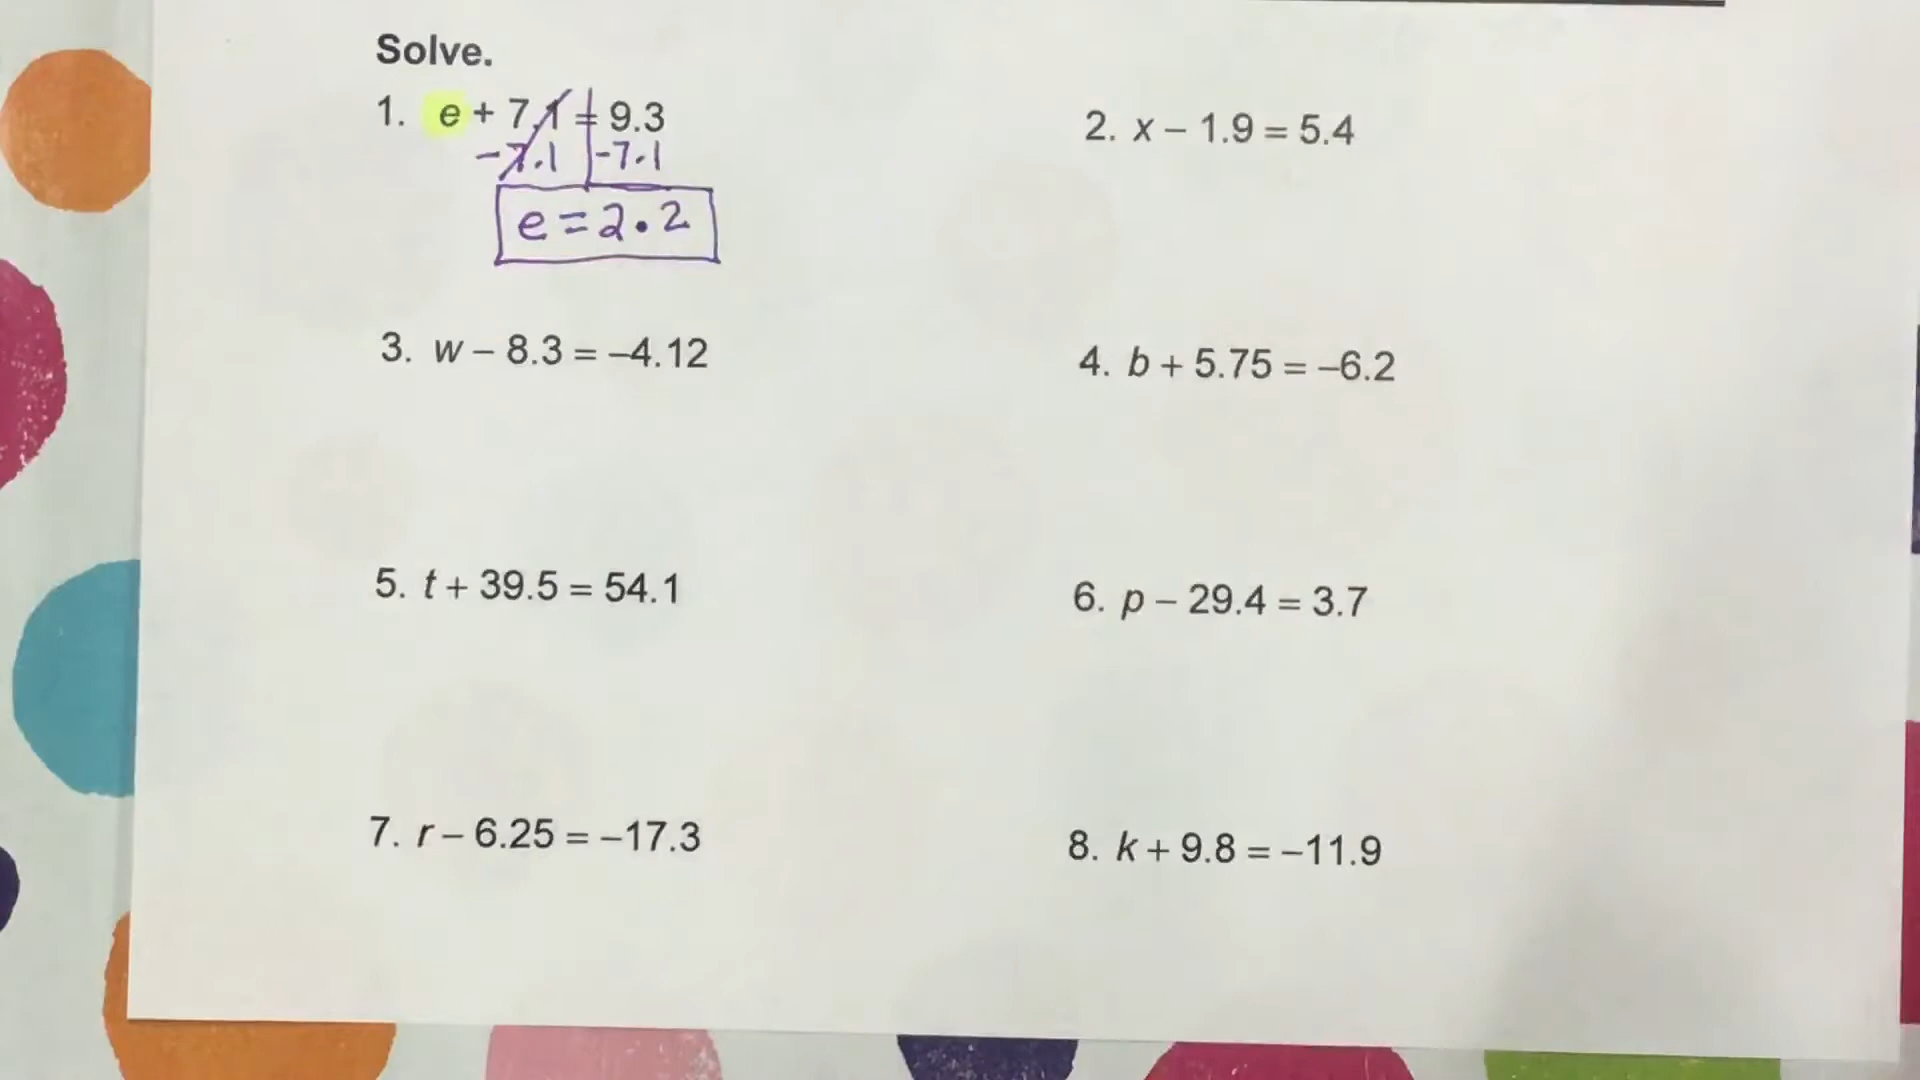 Solve.
1. e + 7.1 = 9.3
-7.1 -7.1
e = 2.2
2. x – 1.9 = 5.4
3. w – 8.3 = –4.12
4. b + 5.75 = –6.2
5. t + 39.5 = 54.1
6. p – 29.4 = 3.7
7. r – 6.25 = –17.3
8. k + 9.8 = –11.9